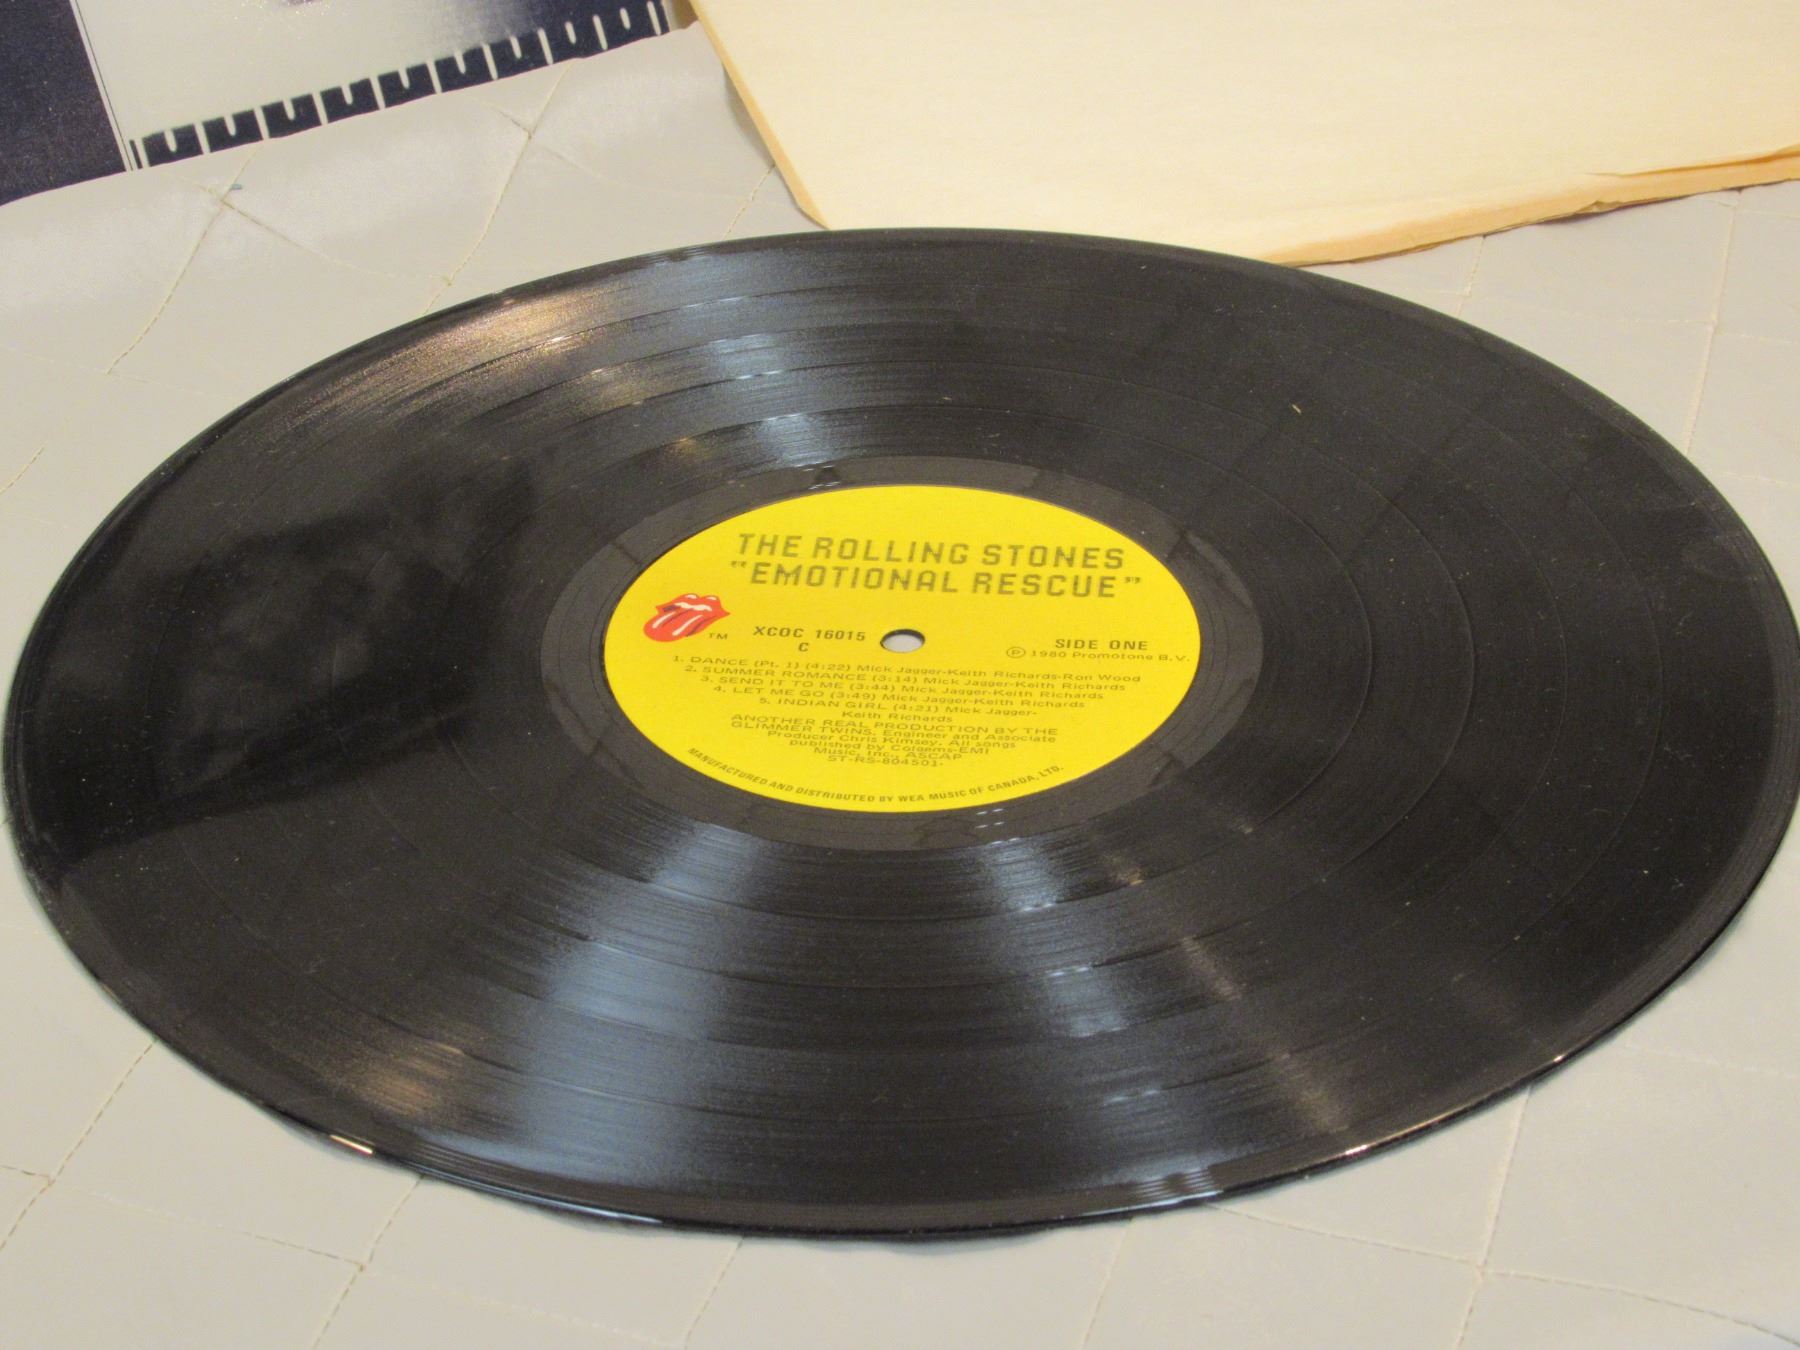 THE ROLLING STONES
"EMOTIONAL RESCUE"
TM
XCOC 16015
C
SIDE ONE
Ⓟ 1980 Promotone B.V.
1. DANCE (Pt. 1) (4:22) Mick Jagger-Keith Richards-Ron Wood
2. SUMMER ROMANCE (3:14) Mick Jagger-Keith Richards
3. SEND IT TO ME (3:44) Mick Jagger-Keith Richards
4. LET ME GO (3:49) Mick Jagger-Keith Richards
5. INDIAN GIRL (4:21) Mick Jagger-
Keith Richards
ANOTHER REAL PRODUCTION BY THE
GLIMMER TWINS. Engineer and Associate
Producer Chris Kimsey. All songs
published by Colgems-EMI
Music, Inc., ASCAP
ST-RS-804501-
MANUFACTURED AND DISTRIBUTED BY WEA MUSIC OF CANADA, LTD.